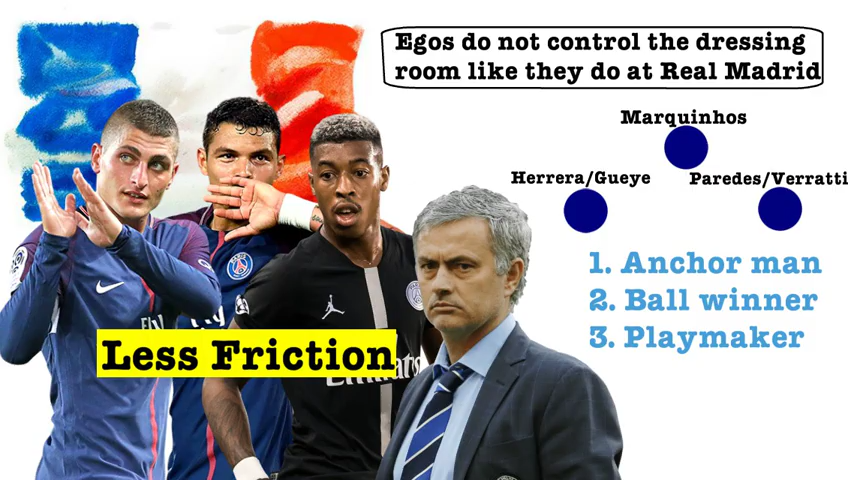 Egos do not control the dressing
room like they do at Real Madrid
Marquinhos
Herrera/Gueye
Paredes/Verratti
1. Anchor man
2. Ball winner
3. Playmaker
Less Friction
PARIS